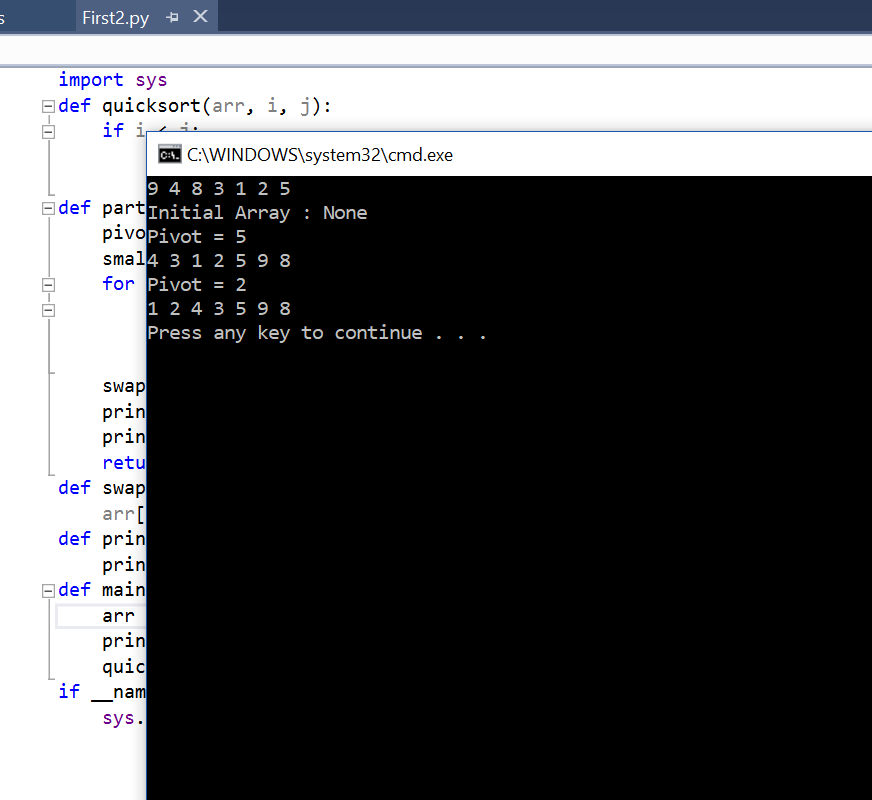 s First2.py
import sys
def quicksort(arr, i, j):
if i < j:
C:\WINDOWS\system32\cmd.exe
9 4 8 3 1 2 5
def part
Initial Array : None
pivo
Pivot = 5
smal
4 3 1 2 5 9 8
for
Pivot = 2
1 2 4 3 5 9 8
Press any key to continue . . .
swap
prin
prin
retu
def swap
arr[
def prin
prin
def main
arr
prin
quic
if __nam
sys.